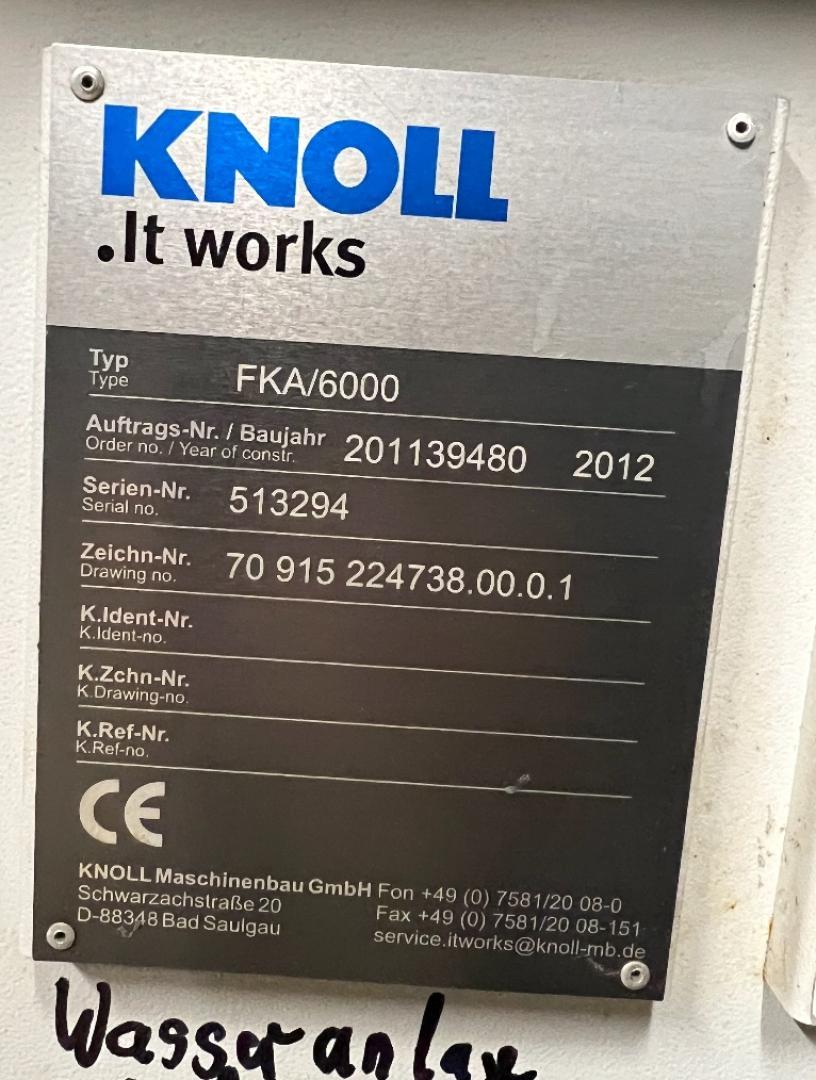 KNOLL
.It works
Typ
Type
FKA/6000
Auftrags-Nr. / Baujahr
Order no. / Year of constr.
201139480 2012
Serien-Nr.
Serial no.
513294
Zeichn-Nr.
Drawing no.
70 915 224738.00.0.1
K.Ident-Nr.
K.Ident-no.
K.Zchn-Nr.
K.Drawing-no.
K.Ref-Nr.
K.Ref-no.
CE
KNOLL Maschinenbau GmbH
Schwarzachstraße 20
D-88348 Bad Saulgau
Fon +49 (0) 7581/20 08-0
Fax +49 (0) 7581/20 08-151
service.itworks@knoll-mb.de